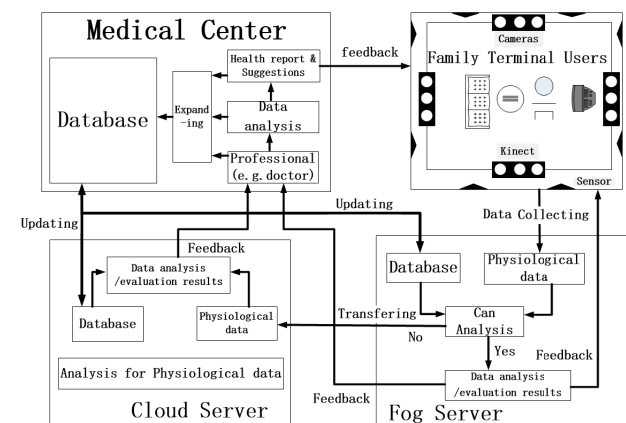 Medical Center
Health report &
Suggestions
Database
Expand
-ing
Data
analysis
Professional
(e.g.doctor)
feedback
Cameras
Family Terminal Users
Kinect
Sensor
Updating
Updating
Data Collecting
Feedback
Data analysis
/evaluation results
Database
Physiological
data
Analysis for Physiological data
Cloud Server
Transfering
No
Feedback
Database
Physiological
data
Can
Analysis
Yes
Feedback
Data analysis
/evaluation results
Fog Server